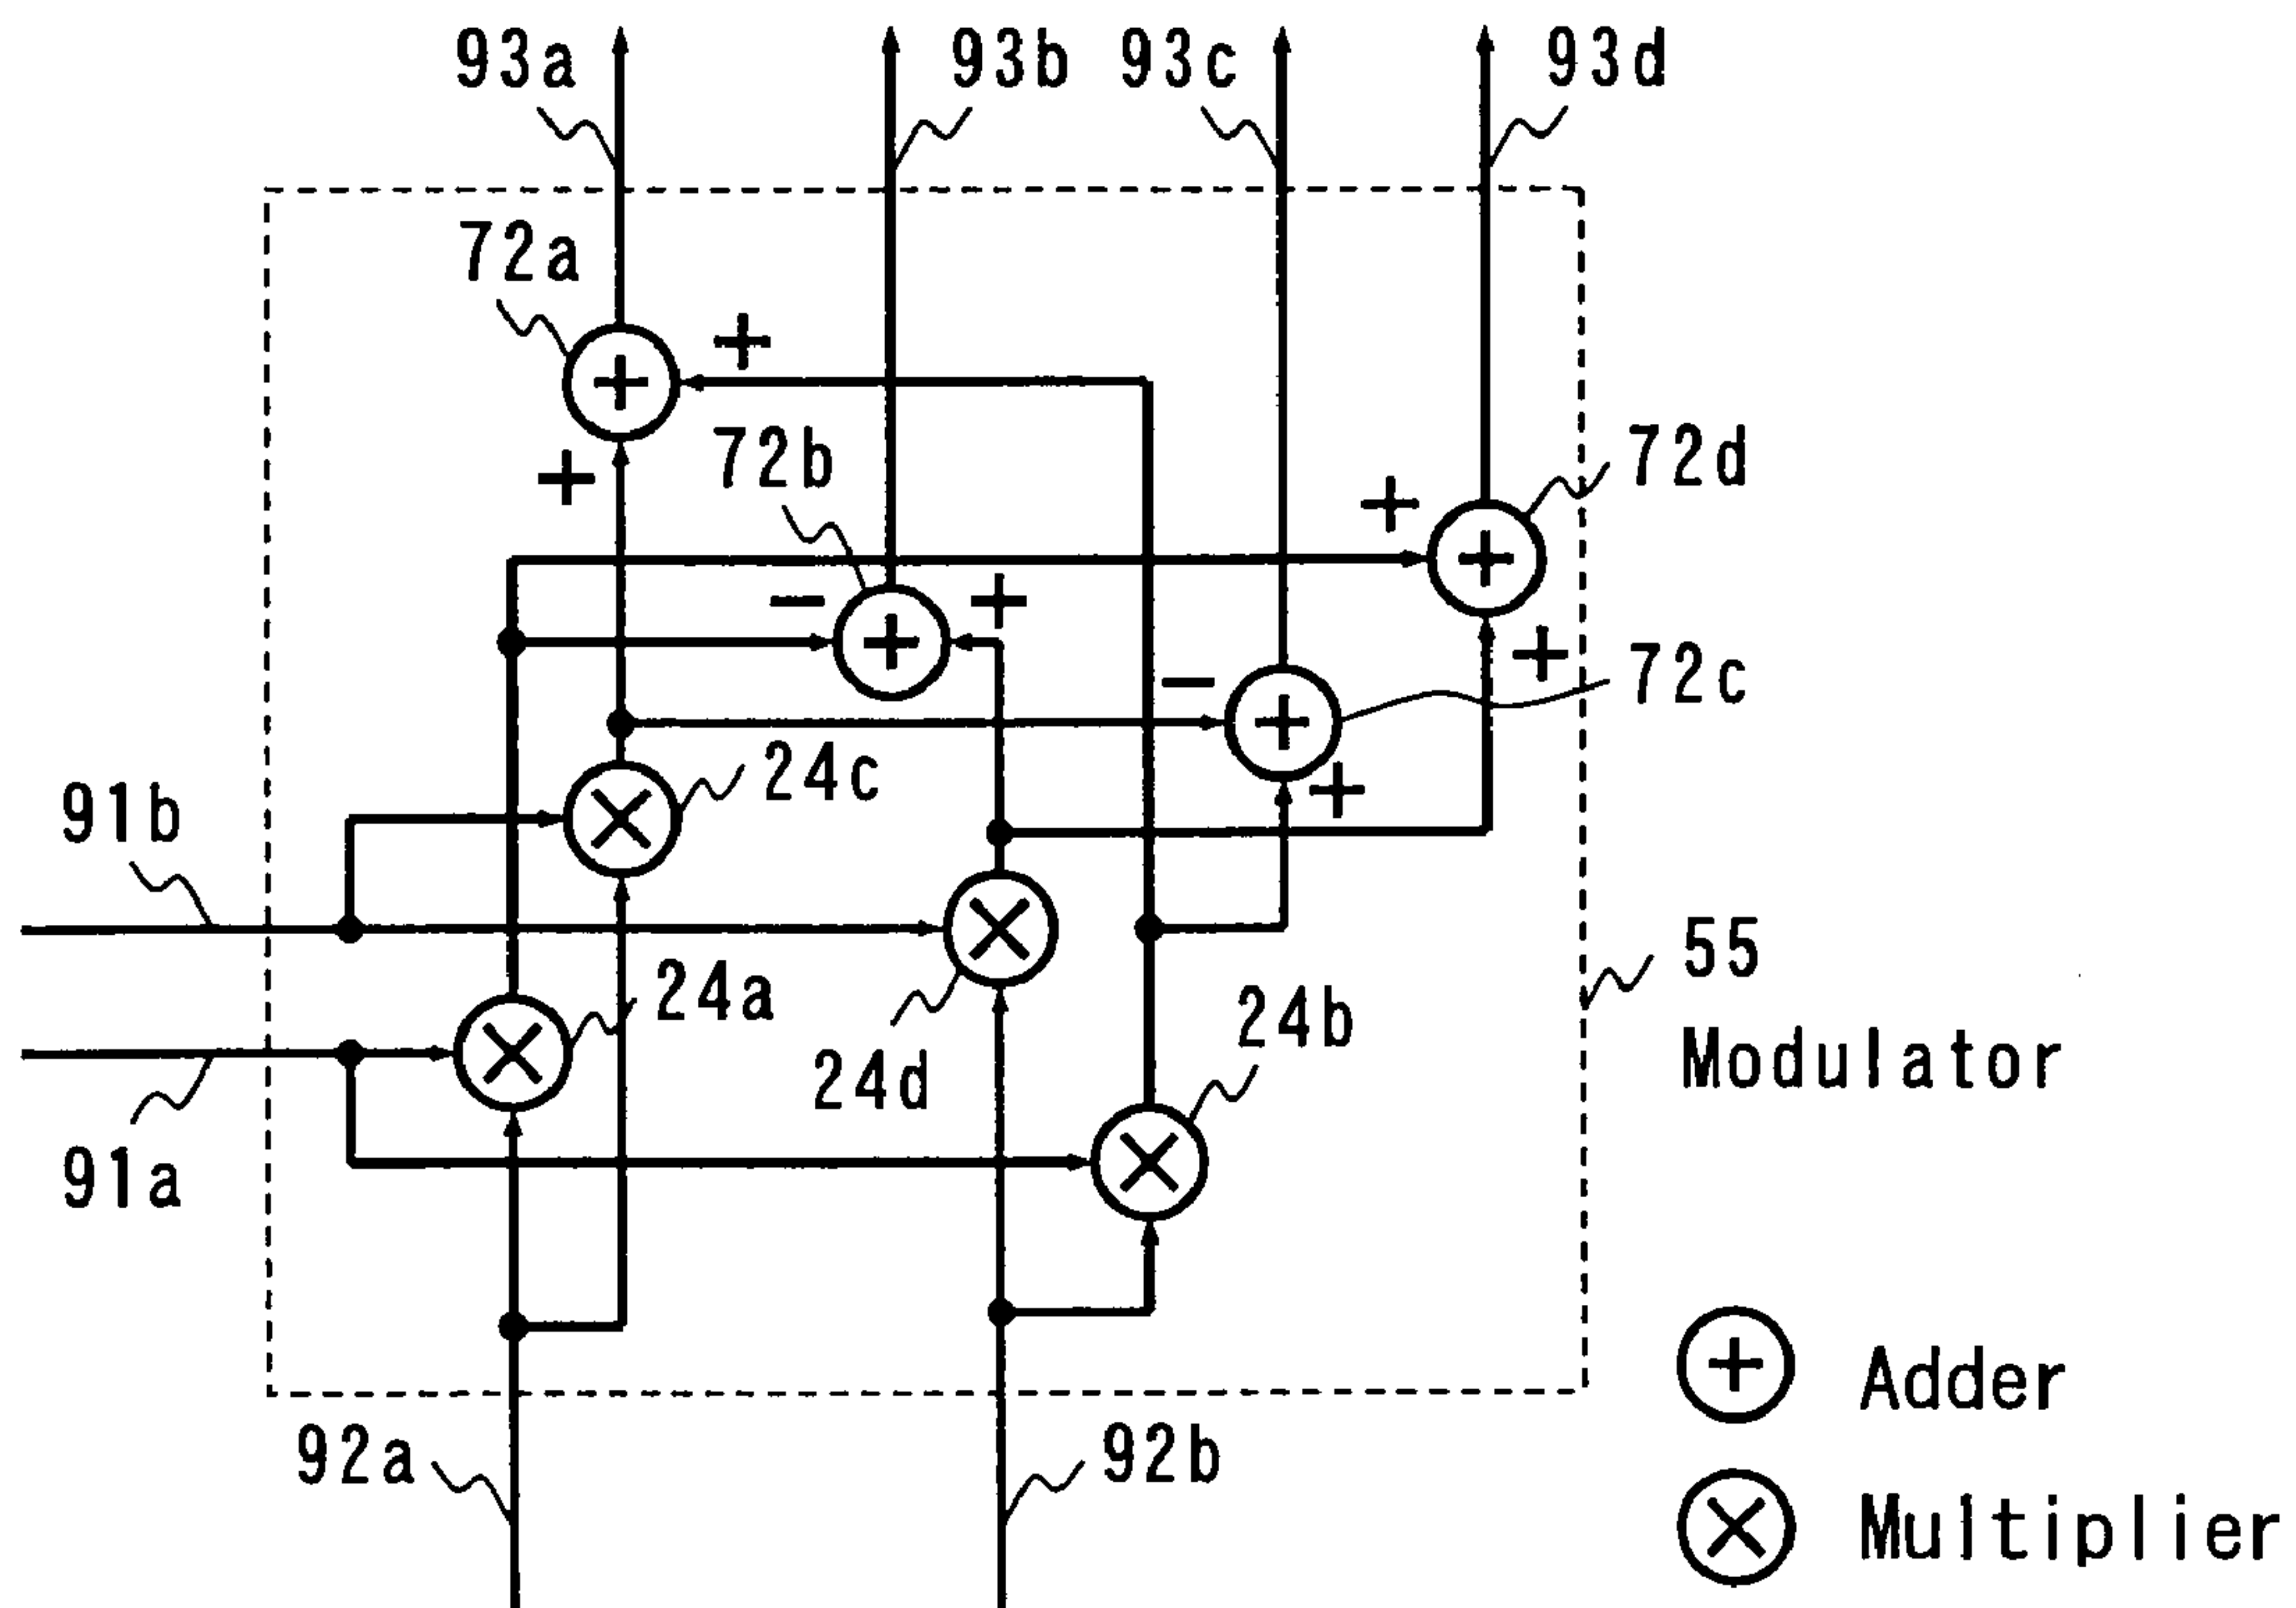 93a 93b 93c 93d
72a
+
72b
72d
+
+
- +
72c
+
-
24c
+
91b
24a
55
Modulator
24d
24b
91a
Adder
92a
92b
Multiplier